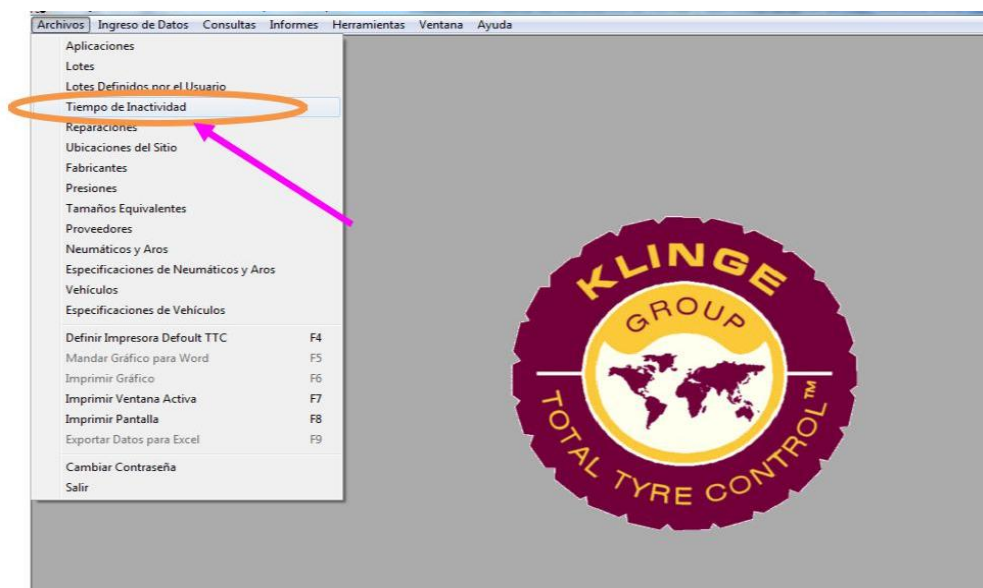 Archivos Ingreso de Datos Consultas Informes Herramientas Ventana Ayuda
Aplicaciones
Lotes
Lotes Definidos por el Usuario
Tiempo de Inactividad
Reparaciones
Ubicaciones del Sitio
Fabricantes
Presiones
Tamaños Equivalentes
Proveedores
Neumáticos y Aros
Especificaciones de Neumáticos y Aros
Vehículos
Especificaciones de Vehículos
Definir Impresora Defoult TTC F4
Mandar Gráfico para Word F5
Imprimir Gráfico F6
Imprimir Ventana Activa F7
Imprimir Pantalla F8
Exportar Datos para Excel F9
Cambiar Contraseña
Salir
KLINGE
GROUP
TOTAL TYRE CONTROL™